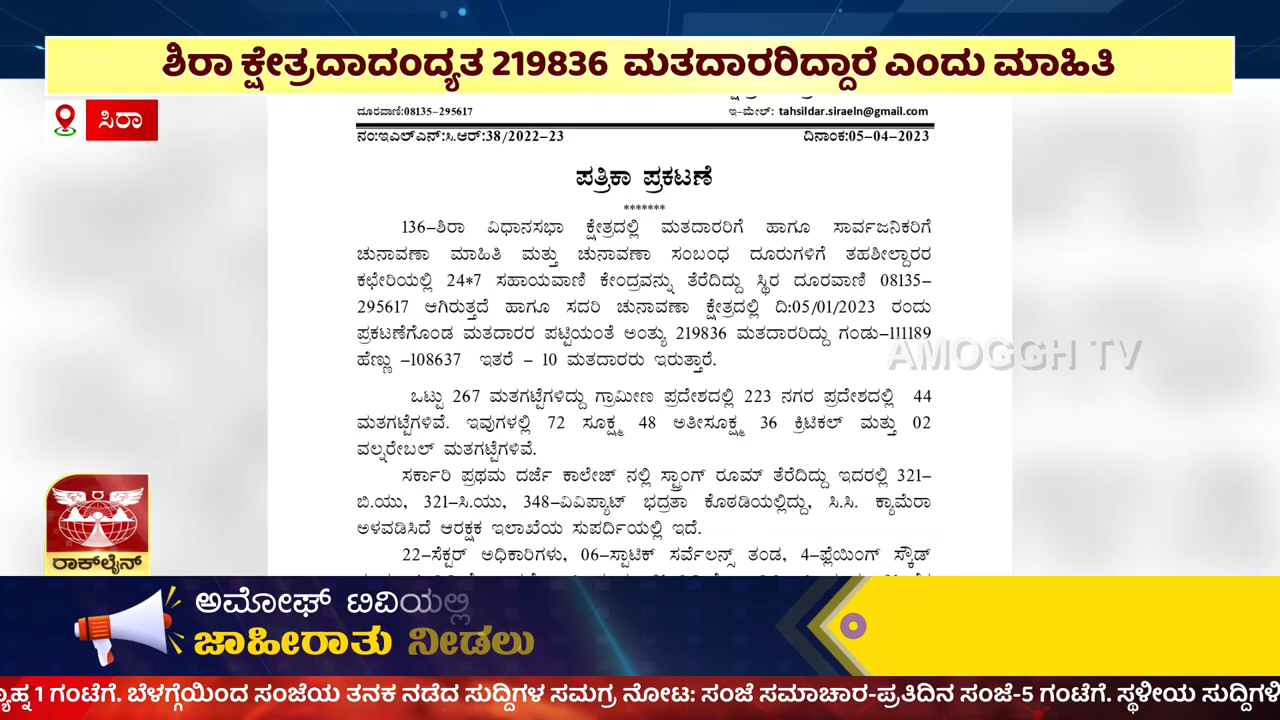 ಶಿರಾ ಕ್ಷೇತ್ರದಾದಂದ್ಯತ 219836 ಮತದಾರರಿದ್ದಾರೆ ಎಂದು ಮಾಹಿತಿ
ಸಿರಾ
ದೂರವಾಣಿ:08135-295617 ಇ-ಮೇಲ್: tahsildar.siraeln@gmail.com
ನಂ:ಇಎಲ್ಎನ್:ಸಿ.ಆರ್:38/2022-23 ದಿನಾಂಕ:05-04-2023
ಪತ್ರಿಕಾ ಪ್ರಕಟಣೆ
*******
136-ಶಿರಾ ವಿಧಾನಸಭಾ ಕ್ಷೇತ್ರದಲ್ಲಿ ಮತದಾರರಿಗೆ ಹಾಗೂ ಸಾರ್ವಜನಿಕರಿಗೆ
ಚುನಾವಣಾ ಮಾಹಿತಿ ಮತ್ತು ಚುನಾವಣಾ ಸಂಬಂಧ ದೂರುಗಳಿಗೆ ತಹಶೀಲ್ದಾರರ
ಕಛೇರಿಯಲ್ಲಿ 24*7 ಸಹಾಯವಾಣಿ ಕೇಂದ್ರವನ್ನು ತೆರೆದಿದ್ದು ಸ್ಥಿರ ದೂರವಾಣಿ 08135-
295617 ಆಗಿರುತ್ತದೆ ಹಾಗೂ ಸದರಿ ಚುನಾವಣಾ ಕ್ಷೇತ್ರದಲ್ಲಿ ದಿ:05/01/2023 ರಂದು
ಪ್ರಕಟಣೆಗೊಂಡ ಮತದಾರರ ಪಟ್ಟಿಯಂತೆ ಅಂತ್ಯು 219836 ಮತದಾರರಿದ್ದು ಗಂಡು-111189
ಹೆಣ್ಣು -108637 ಇತರೆ - 10 ಮತದಾರರು ಇರುತ್ತಾರೆ.
AMOGGH TV
ಒಟ್ಪು 267 ಮತಗಟ್ಟೆಗಳಿದ್ದು ಗ್ರಾಮೀಣ ಪ್ರದೇಶದಲ್ಲಿ 223 ನಗರ ಪ್ರದೇಶದಲ್ಲಿ 44
ಮತಗಟ್ಟೆಗಳಿವೆ. ಇವುಗಳಲ್ಲಿ 72 ಸೂಕ್ಷ್ಮ 48 ಅತೀಸೂಕ್ಷ್ಮ 36 ಕ್ರಿಟಿಕಲ್ ಮತ್ತು 02
ವಲ್ನರೇಬಲ್ ಮತಗಟ್ಟೆಗಳಿವೆ.
ಸರ್ಕಾರಿ ಪ್ರಥಮ ದರ್ಜೆ ಕಾಲೇಜ್ ನಲ್ಲಿ ಸ್ಟ್ರಾಂಗ್ ರೂಮ್ ತೆರೆದಿದ್ದು ಇದರಲ್ಲಿ 321-
ಬಿ.ಯು, 321-ಸಿ.ಯು, 348-ವಿವಿಪ್ಯಾಟ್ ಭದ್ರತಾ ಕೊಠಡಿಯಲ್ಲಿದ್ದು, ಸಿ.ಸಿ. ಕ್ಯಾಮೆರಾ
ಅಳವಡಿಸಿದೆ ಆರಕ್ಷಕ ಇಲಾಖೆಯ ಸುಪರ್ದಿಯಲ್ಲಿ ಇದೆ.
22-ಸೆಕ್ಟರ್ ಅಧಿಕಾರಿಗಳು, 06-ಸ್ಪಾಟಿಕ್ ಸರ್ವೆಲನ್ಸ್ ತಂಡ, 4-ಫ್ಲೆಯಿಂಗ್ ಸ್ಕೌಡ್
ರಾಕ್‌ಲೈನ್
ಅಮೋಘ್ ಟಿವಿಯಲ್ಲಿ
ಜಾಹೀರಾತು ನೀಡಲು
1 ಗಂಟೆಗೆ. ಬೆಳಗ್ಗೆಯಿಂದ ಸಂಜೆಯ ತನಕ ನಡೆದ ಸುದ್ದಿಗಳ ಸಮಗ್ರ ನೋಟ: ಸಂಜೆ ಸಮಾಚಾರ-ಪ್ರತಿದಿನ ಸಂಜೆ-5 ಗಂಟೆಗೆ. ಸ್ಥಳೀಯ